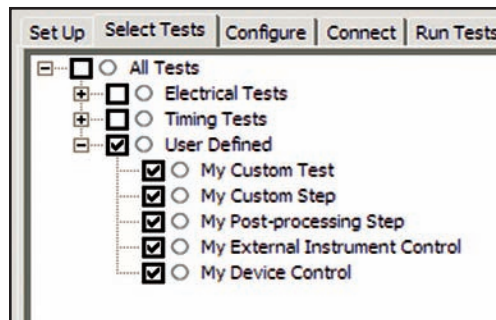 Set Up Select Tests Configure Connect Run Tests
All Tests
Electrical Tests
Timing Tests
User Defined
My Custom Test
My Custom Step
My Post-processing Step
My External Instrument Control
My Device Control